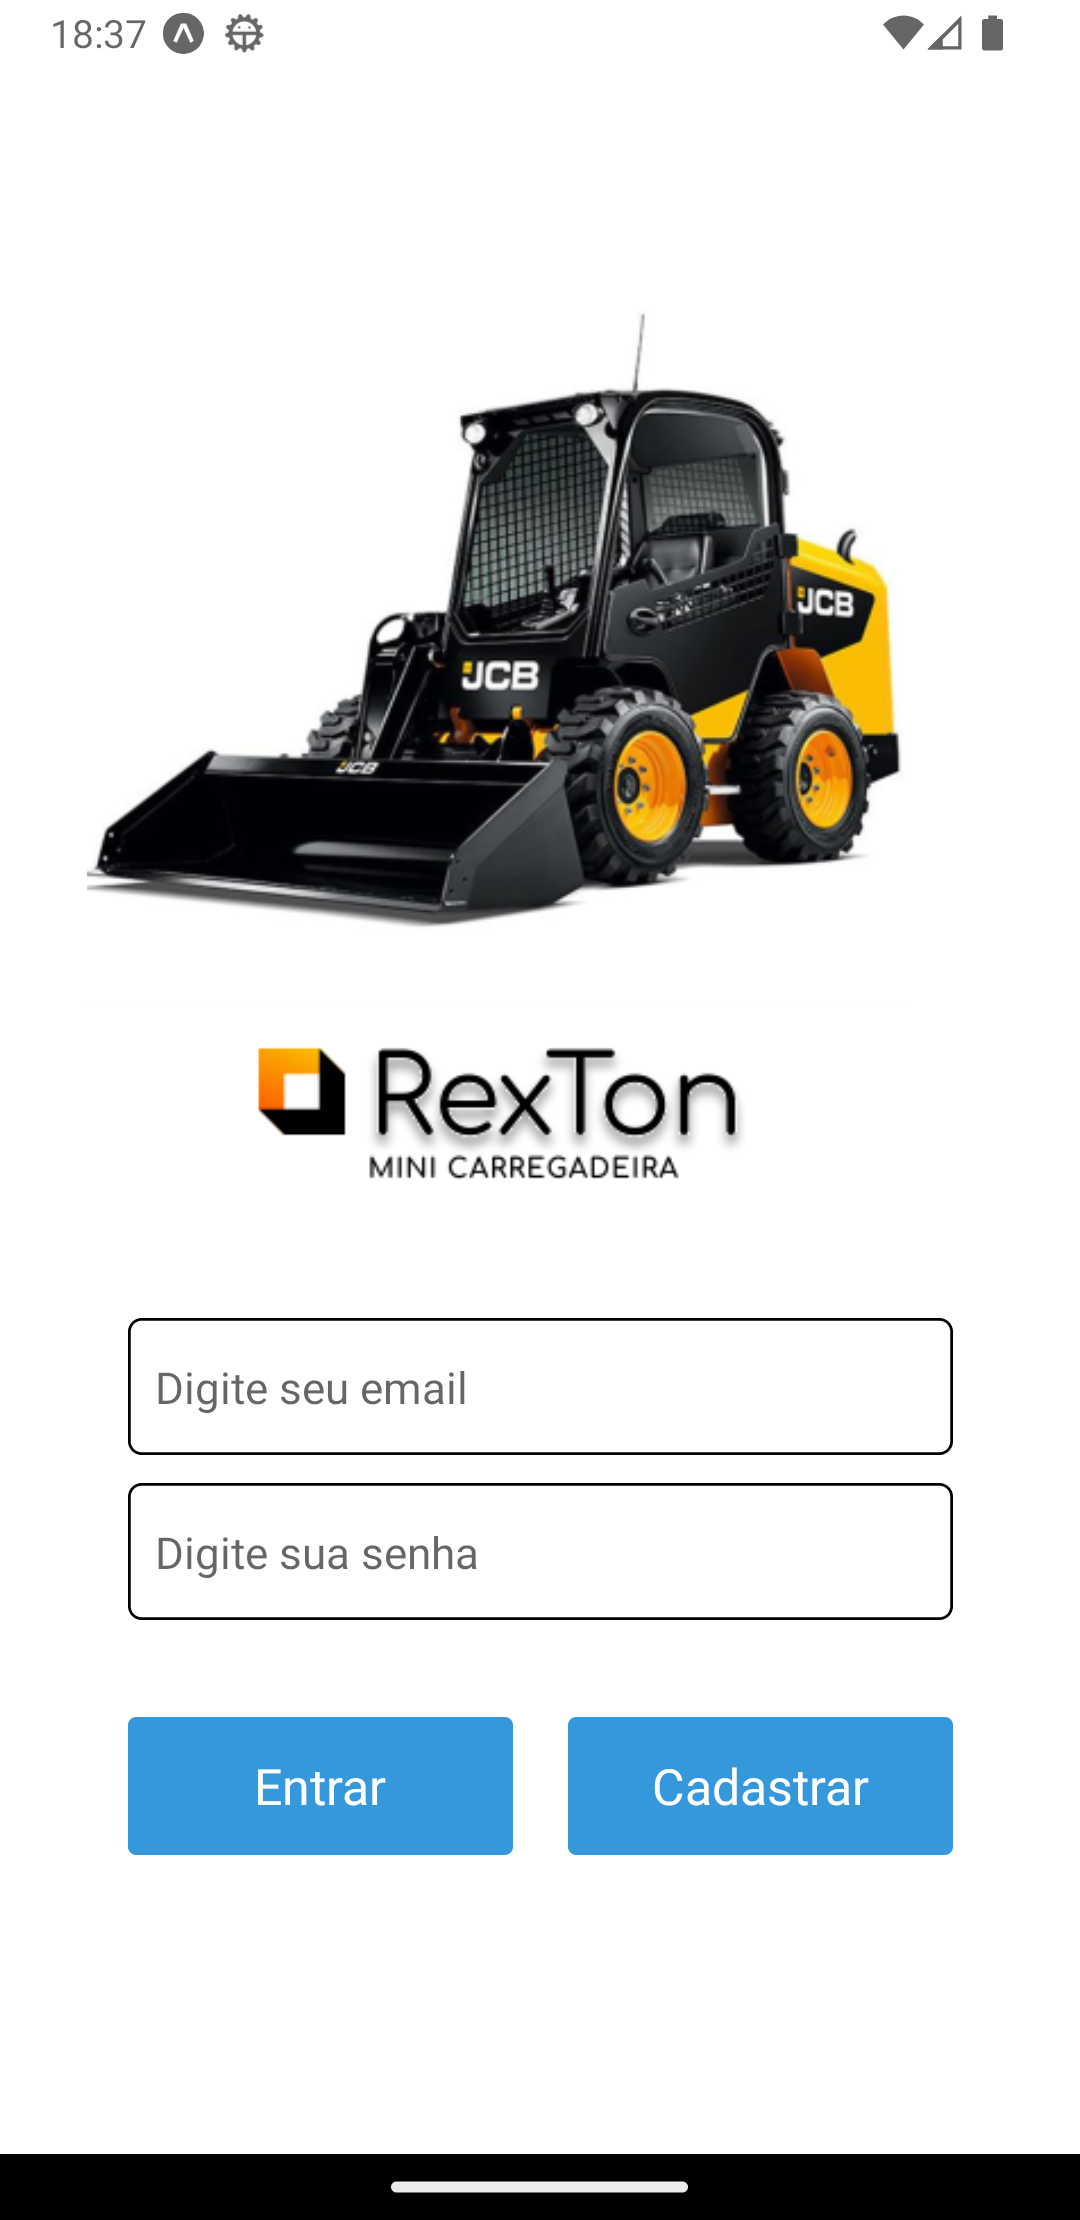 18:37
JCB
JCB
JCB
RexTon
MINI CARREGADEIRA
Digite seu email
Digite sua senha
Entrar
Cadastrar